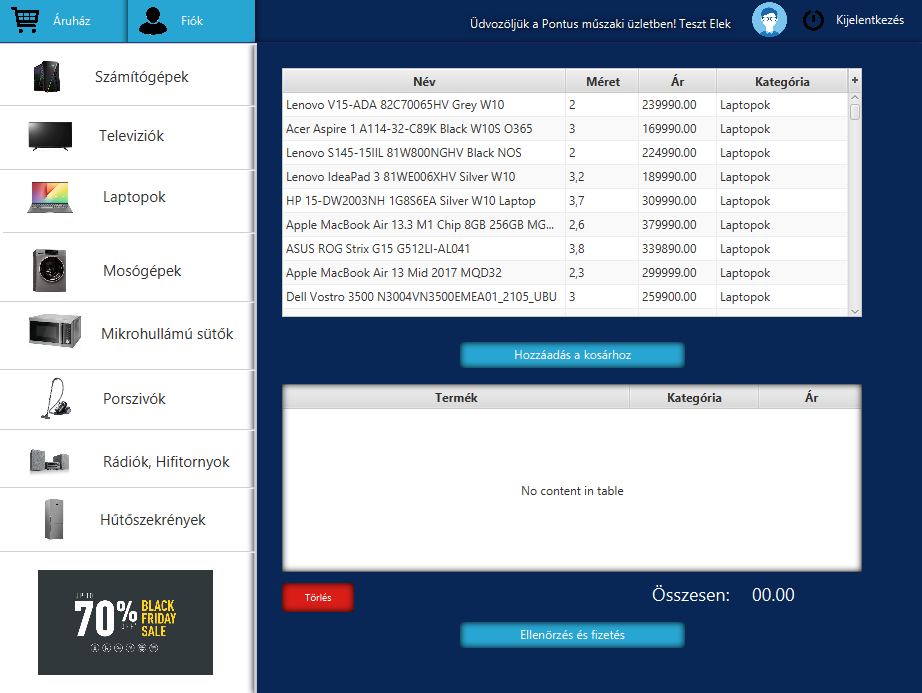 Áruház
Fiók
Üdvözöljük a Pontus műszaki üzletben! Teszt Elek
Kijelentkezés
Számítógépek
Televiziók
Laptopok
Mosógépek
Mikrohullámú sütők
Porszivók
Rádiók, Hifitornyok
Hűtőszekrények
UP TO
70% OFF
BLACK
FRIDAY
SALE
Név Méret Ár Kategória +
Lenovo V15-ADA 82C70065HV Grey W10 2 239990.00 Laptopok
Acer Aspire 1 A114-32-C89K Black W10S O365 3 169990.00 Laptopok
Lenovo S145-15IIL 81W800NGHV Black NOS 2 224990.00 Laptopok
Lenovo IdeaPad 3 81WE006XHV Silver W10 3,2 189990.00 Laptopok
HP 15-DW2003NH 1G8S6EA Silver W10 Laptop 3,7 309990.00 Laptopok
Apple MacBook Air 13.3 M1 Chip 8GB 256GB MG... 2,6 379990.00 Laptopok
ASUS ROG Strix G15 G512LI-AL041 3,8 339890.00 Laptopok
Apple MacBook Air 13 Mid 2017 MQD32 2,3 299999.00 Laptopok
Dell Vostro 3500 N3004VN3500EMEA01_2105_UBU 3 259900.00 Laptopok
Hozzáadás a kosárhoz
Termék Kategória Ár
No content in table
Törlés
Összesen: 00.00
Ellenörzés és fizetés